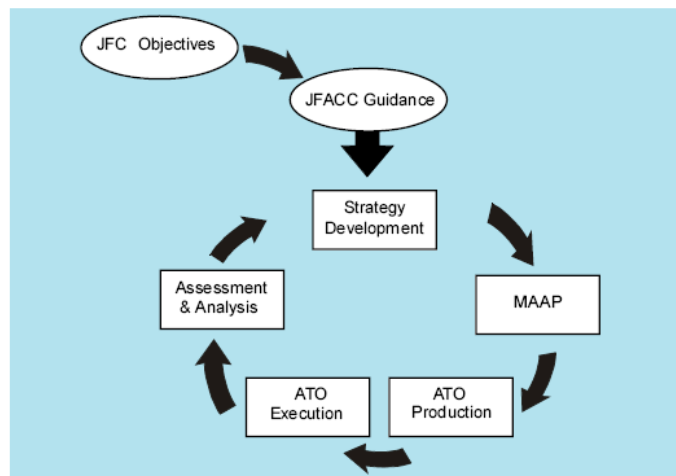 JFC Objectives
JFACC Guidance
Strategy
Development
MAAP
ATO
Production
ATO
Execution
Assessment
& Analysis